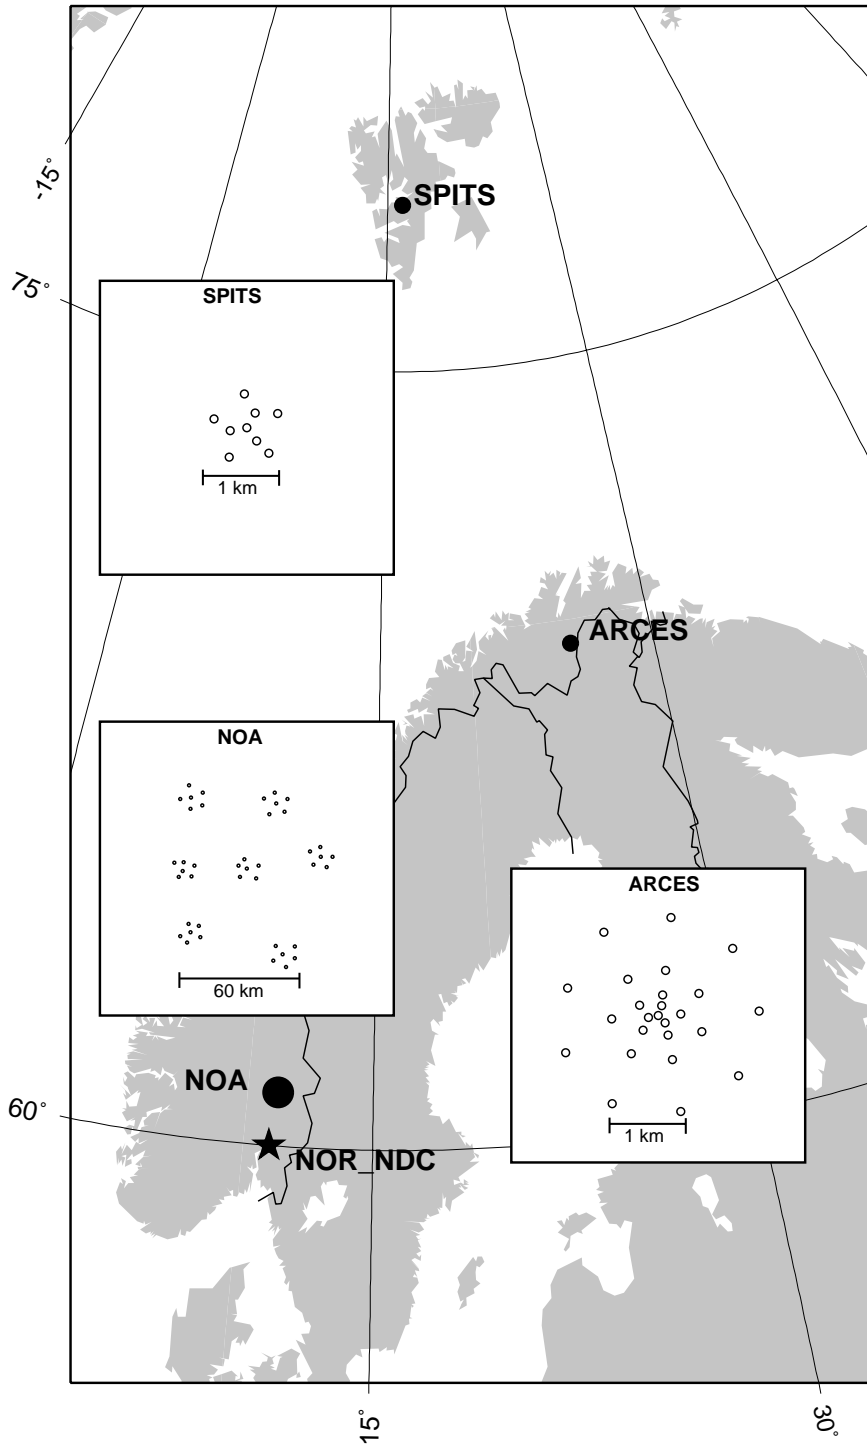 -15°
SPITS
75°
SPITS
1 km
ARCES
NOA
60 km
ARCES
1 km
NOA
60°
NOR_NDC
15°
30°